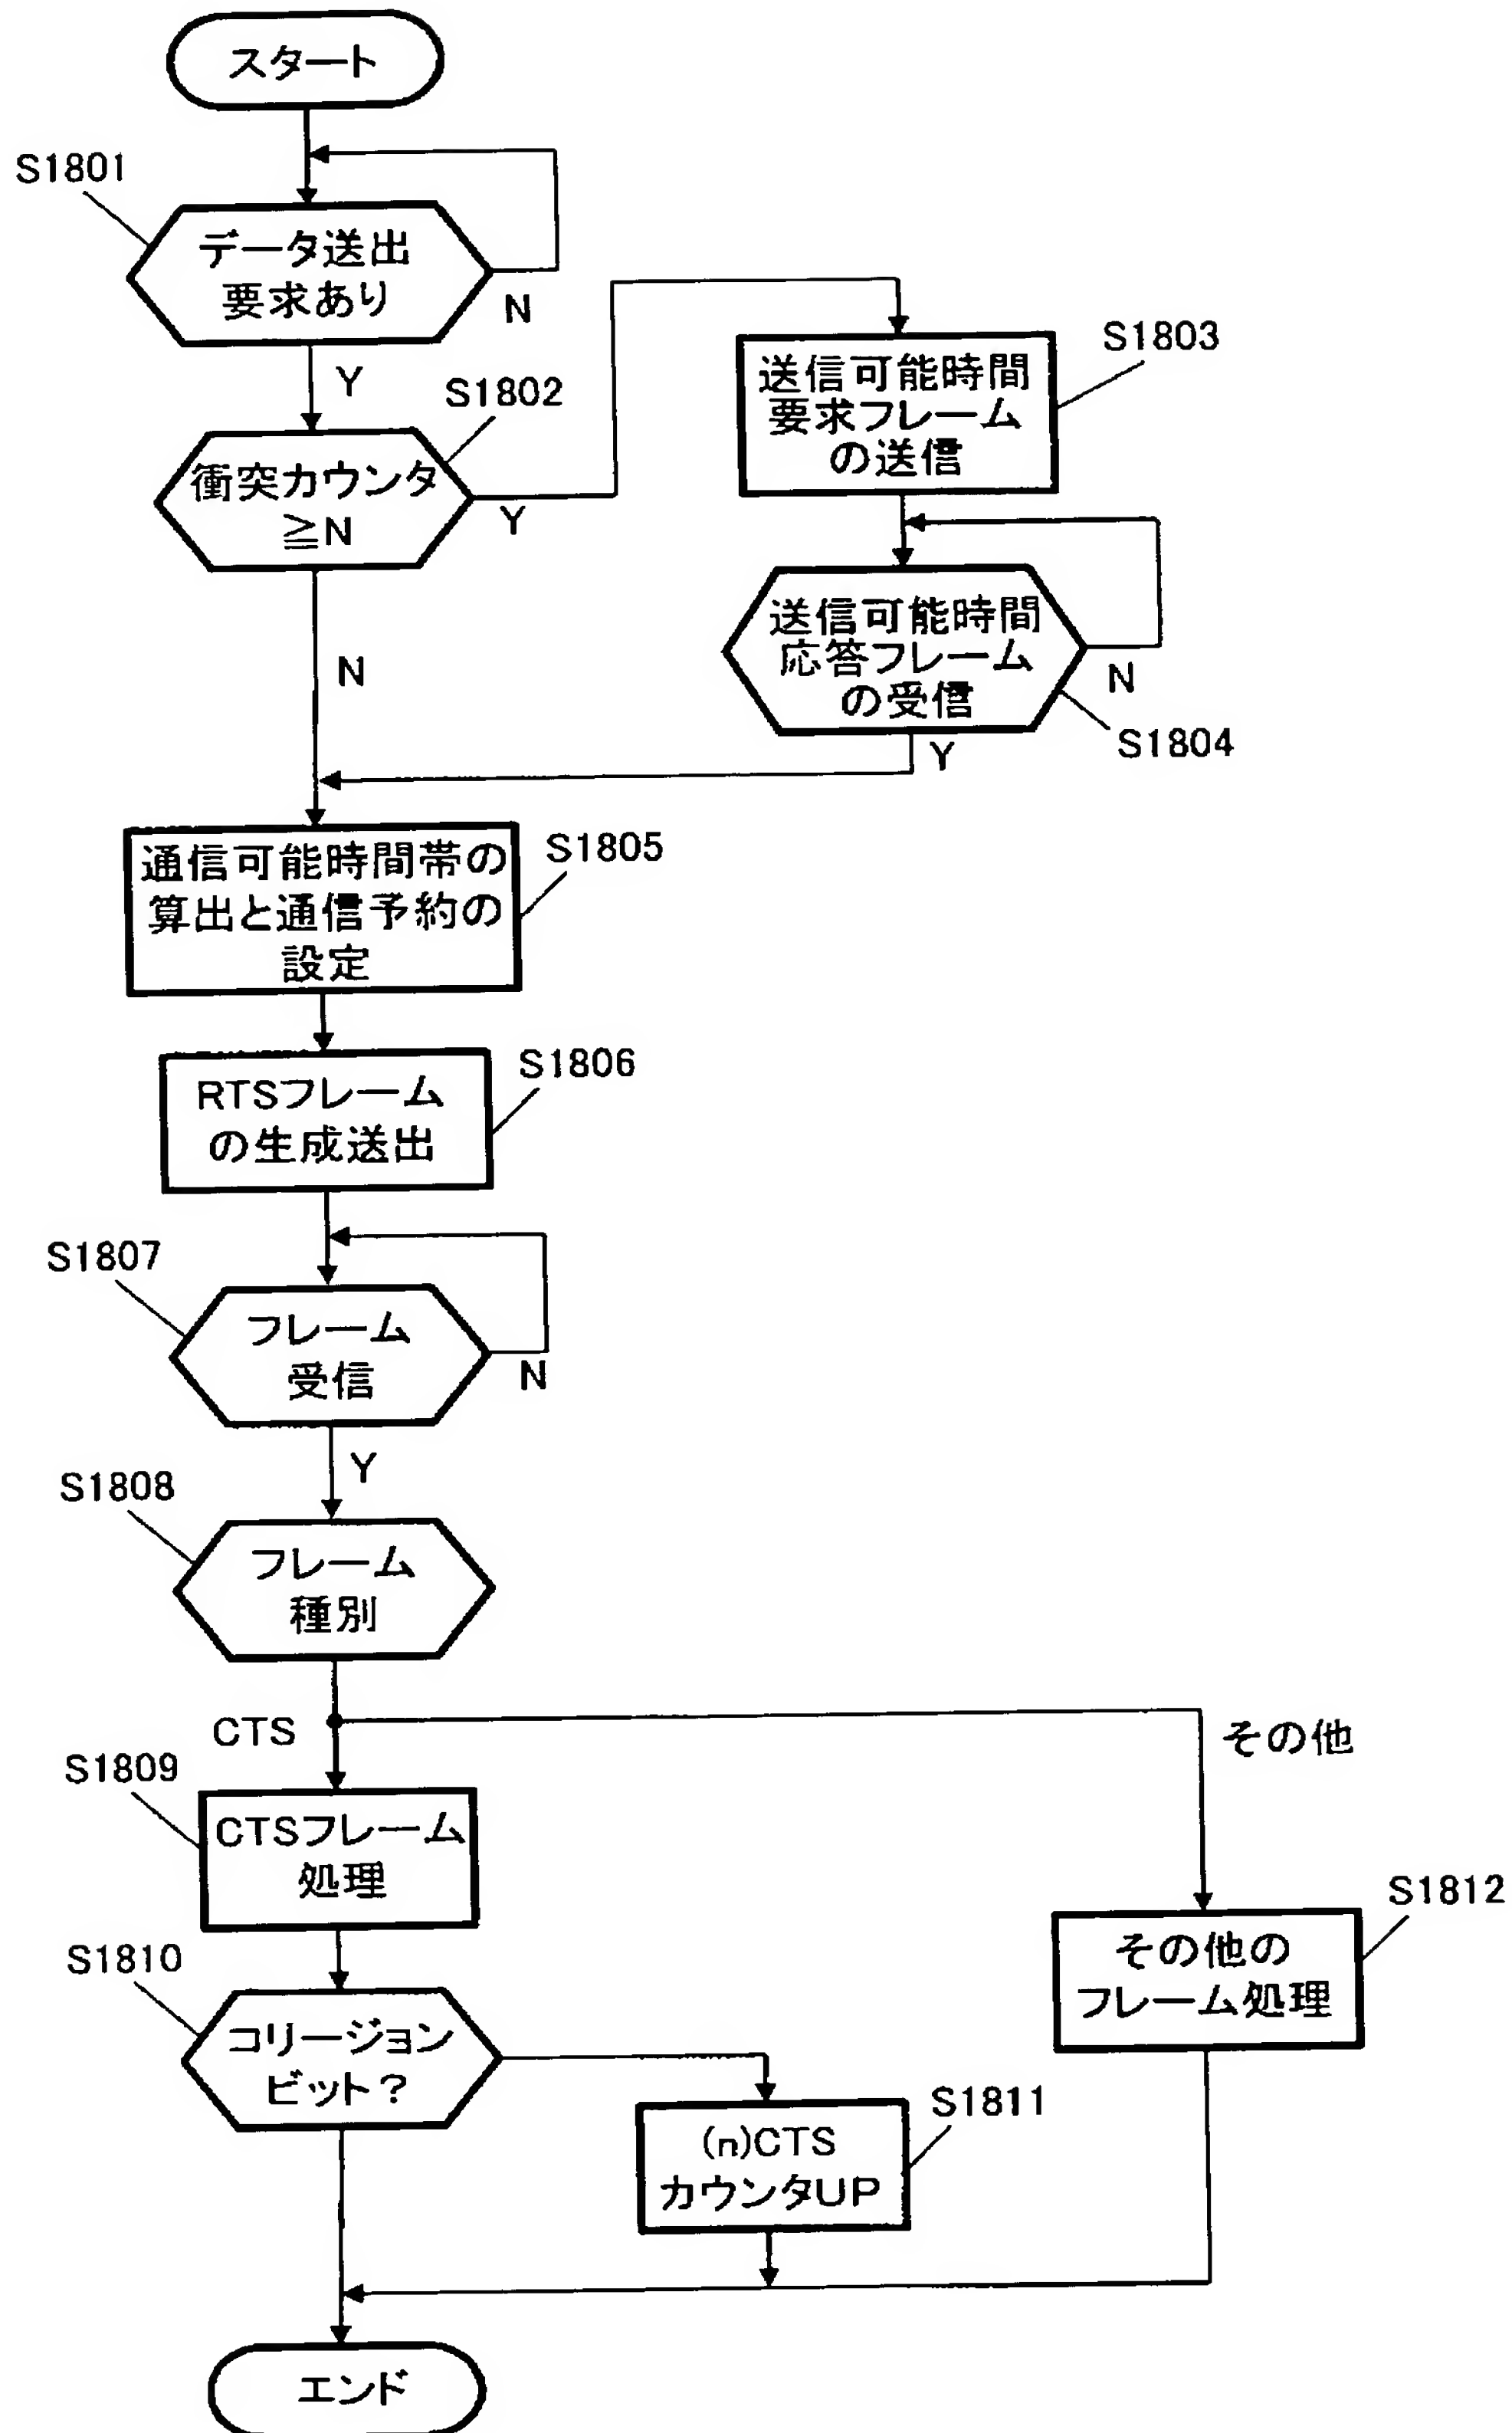 スタート
S1801
データ送出
要求あり
N
Y
S1802
衝突カウンタ
≧N
Y
N
S1803
送信可能時間
要求フレーム
の送信
送信可能時間
応答フレーム
の受信
N
S1804
Y
通信可能時間帯の
算出と通信予約の
設定
S1805
RTSフレーム
の生成送出
S1806
S1807
フレーム
受信
N
Y
S1808
フレーム
種別
CTS
その他
S1809
CTSフレーム
処理
S1812
その他の
フレーム処理
S1810
コリージョン
ビット?
S1811
(n)CTS
カウンタUP
エンド